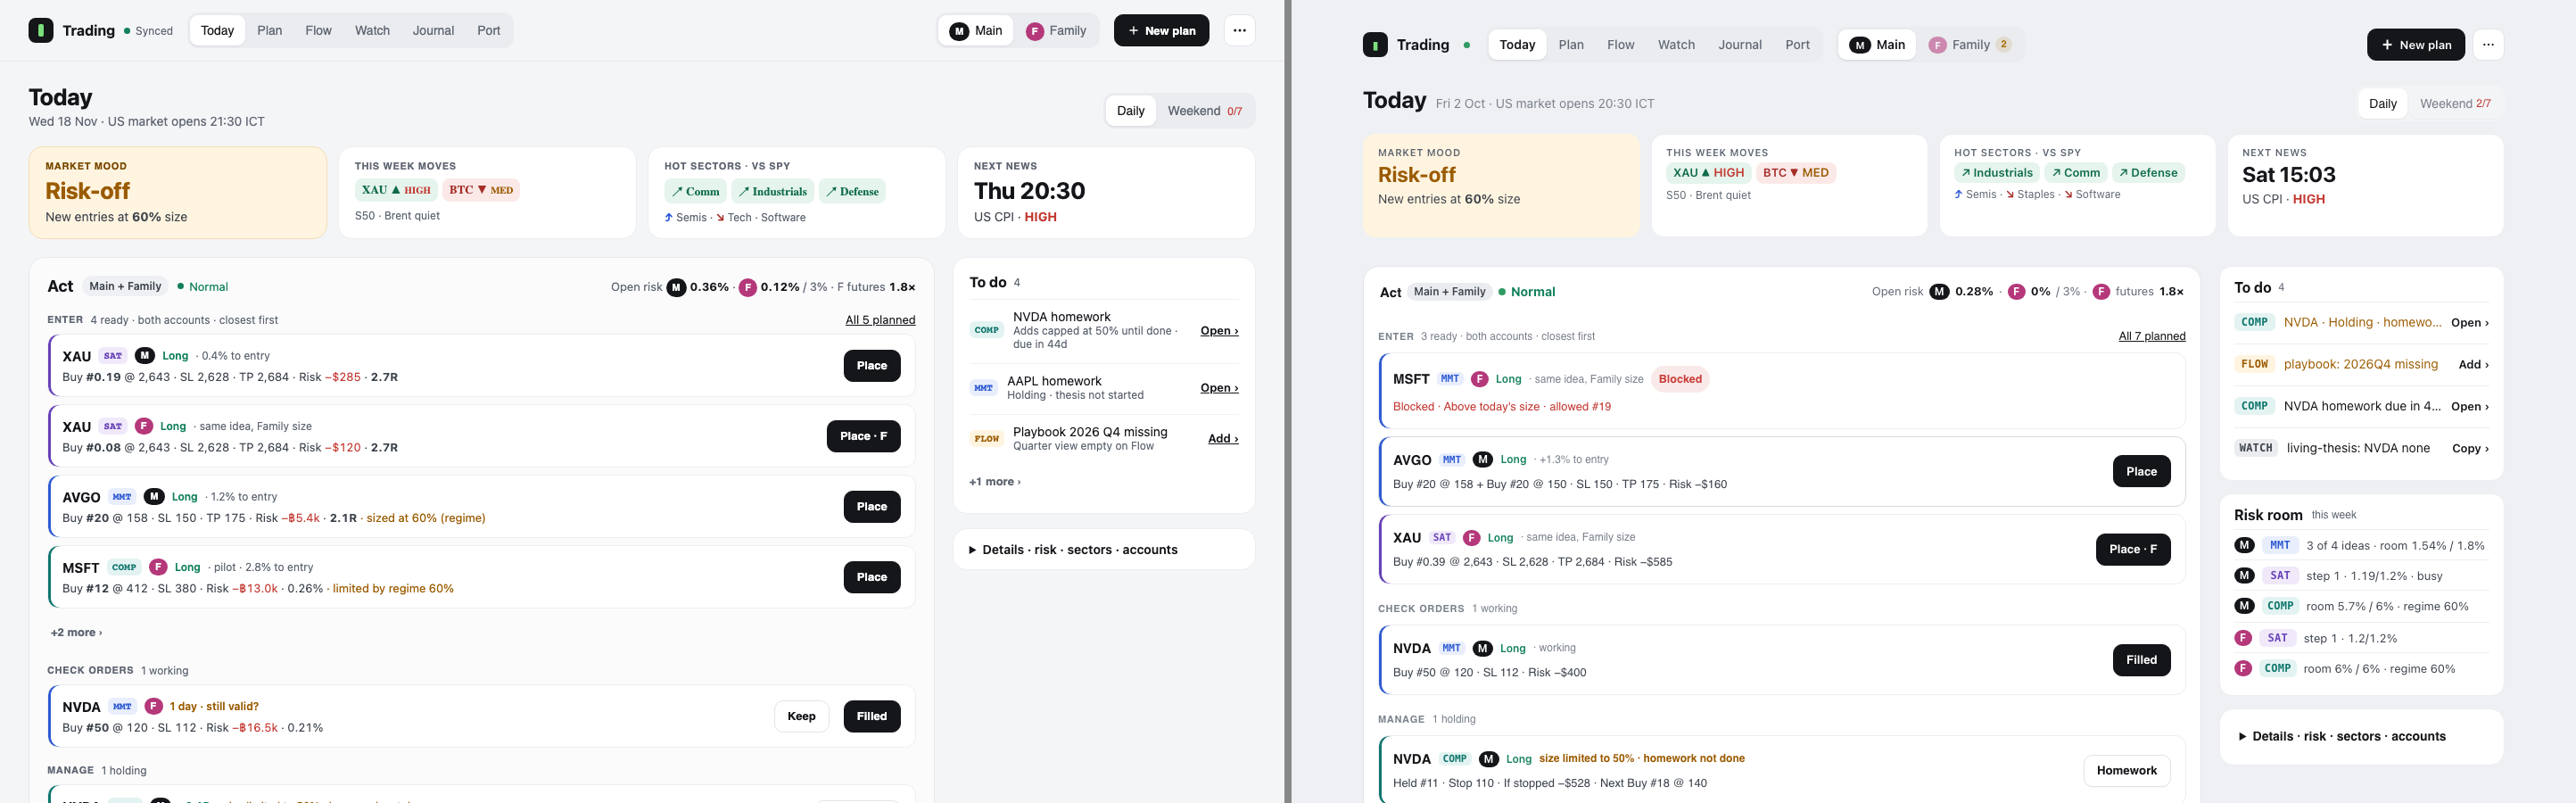 Trading Synced Today Plan Flow Watch Journal Port M Main F Family + New plan ...
Today
Wed 18 Nov · US market opens 21:30 ICT
Daily Weekend 0/7
MARKET MOOD
Risk-off
New entries at 60% size
THIS WEEK MOVES
XAU ▲ HIGH BTC ▼ MED
S50 · Brent quiet
HOT SECTORS · VS SPY
↗ Comm ↗ Industrials ↗ Defense
⤴ Semis · ↘ Tech · Software
NEXT NEWS
Thu 20:30
US CPI · HIGH
Act Main + Family Normal Open risk M 0.36% · F 0.12% / 3% · F futures 1.8×
ENTER 4 ready · both accounts · closest first All 5 planned
XAU SAT M Long · 0.4% to entry
Buy #0.19 @ 2,643 · SL 2,628 · TP 2,684 · Risk −$285 · 2.7R
Place
XAU SAT F Long · same idea, Family size
Buy #0.08 @ 2,643 · SL 2,628 · TP 2,684 · Risk −$120 · 2.7R
Place · F
AVGO MMT M Long · 1.2% to entry
Buy #20 @ 158 · SL 150 · TP 175 · Risk −฿5.4k · 2.1R · sized at 60% (regime)
Place
MSFT COMP F Long · pilot · 2.8% to entry
Buy #12 @ 412 · SL 380 · Risk −฿13.0k · 0.26% · limited by regime 60%
Place
+2 more ›
CHECK ORDERS 1 working
NVDA MMT F 1 day · still valid?
Buy #50 @ 120 · SL 112 · Risk −฿16.5k · 0.21%
Keep Filled
MANAGE 1 holding
To do 4
COMP NVDA homework
Adds capped at 50% until done ·
due in 44d
Open ›
MMT AAPL homework
Holding · thesis not started
Open ›
FLOW Playbook 2026 Q4 missing
Quarter view empty on Flow
Add ›
+1 more ›
▶ Details · risk · sectors · accounts
Trading Today Plan Flow Watch Journal Port M Main F Family 2 + New plan ...
Today Fri 2 Oct · US market opens 20:30 ICT
Daily Weekend 2/7
MARKET MOOD
Risk-off
New entries at 60% size
THIS WEEK MOVES
XAU ▲ HIGH BTC ▼ MED
S50 · Brent quiet
HOT SECTORS · VS SPY
↗ Industrials ↗ Comm ↗ Defense
⤴ Semis · ↘ Staples · ↘ Software
NEXT NEWS
Sat 15:03
US CPI · HIGH
Act Main + Family Normal Open risk M 0.28% · F 0% / 3% · F futures 1.8×
ENTER 3 ready · both accounts · closest first All 7 planned
MSFT MMT F Long · same idea, Family size Blocked
Blocked · Above today's size · allowed #19
AVGO MMT M Long · +1.3% to entry
Buy #20 @ 158 + Buy #20 @ 150 · SL 150 · TP 175 · Risk −$160
Place
XAU SAT F Long · same idea, Family size
Buy #0.39 @ 2,643 · SL 2,628 · TP 2,684 · Risk −$585
Place · F
CHECK ORDERS 1 working
NVDA MMT M Long · working
Buy #50 @ 120 · SL 112 · Risk −$400
Filled
MANAGE 1 holding
NVDA COMP M Long size limited to 50% · homework not done
Held #11 · Stop 110 · If stopped −$528 · Next Buy #18 @ 140
Homework
To do 4
COMP NVDA · Holding · homewo... Open ›
FLOW playbook: 2026Q4 missing Add ›
COMP NVDA homework due in 4... Open ›
WATCH living-thesis: NVDA none Copy ›
Risk room this week
M MMT 3 of 4 ideas · room 1.54% / 1.8%
M SAT step 1 · 1.19/1.2% · busy
M COMP room 5.7% / 6% · regime 60%
F SAT step 1 · 1.2/1.2%
F COMP room 6% / 6% · regime 60%
▶ Details · risk · sectors · accounts